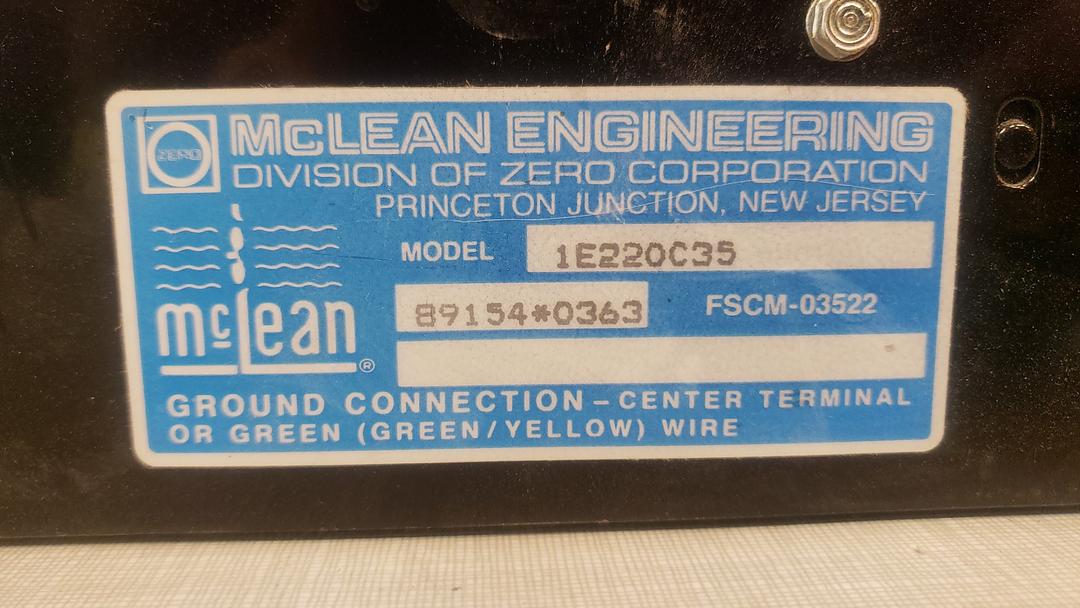 ZERO
McLEAN ENGINEERING
DIVISION OF ZERO CORPORATION
PRINCETON JUNCTION, NEW JERSEY
MODEL 1E220C35
89154*0363 FSCM-03522
mclean®
GROUND CONNECTION – CENTER TERMINAL
OR GREEN (GREEN/YELLOW) WIRE